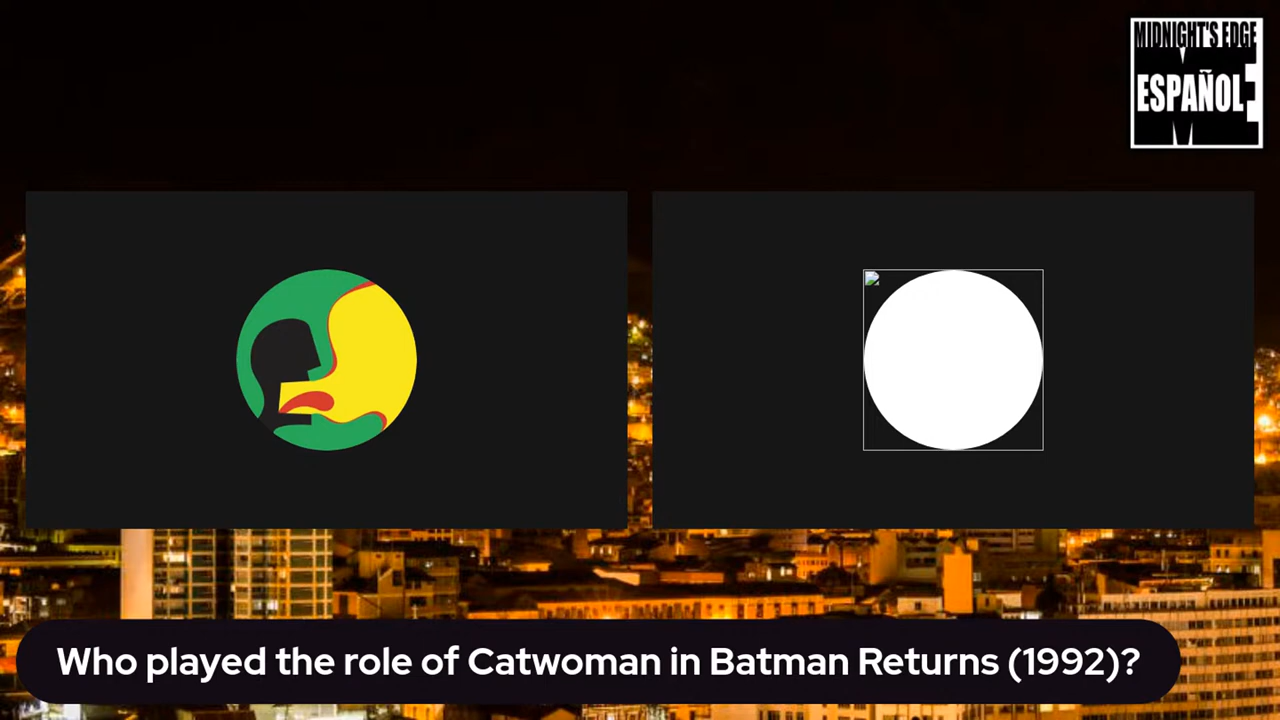 MIDNIGHT'S EDGE
ESPAÑOL
Who played the role of Catwoman in Batman Returns (1992)?